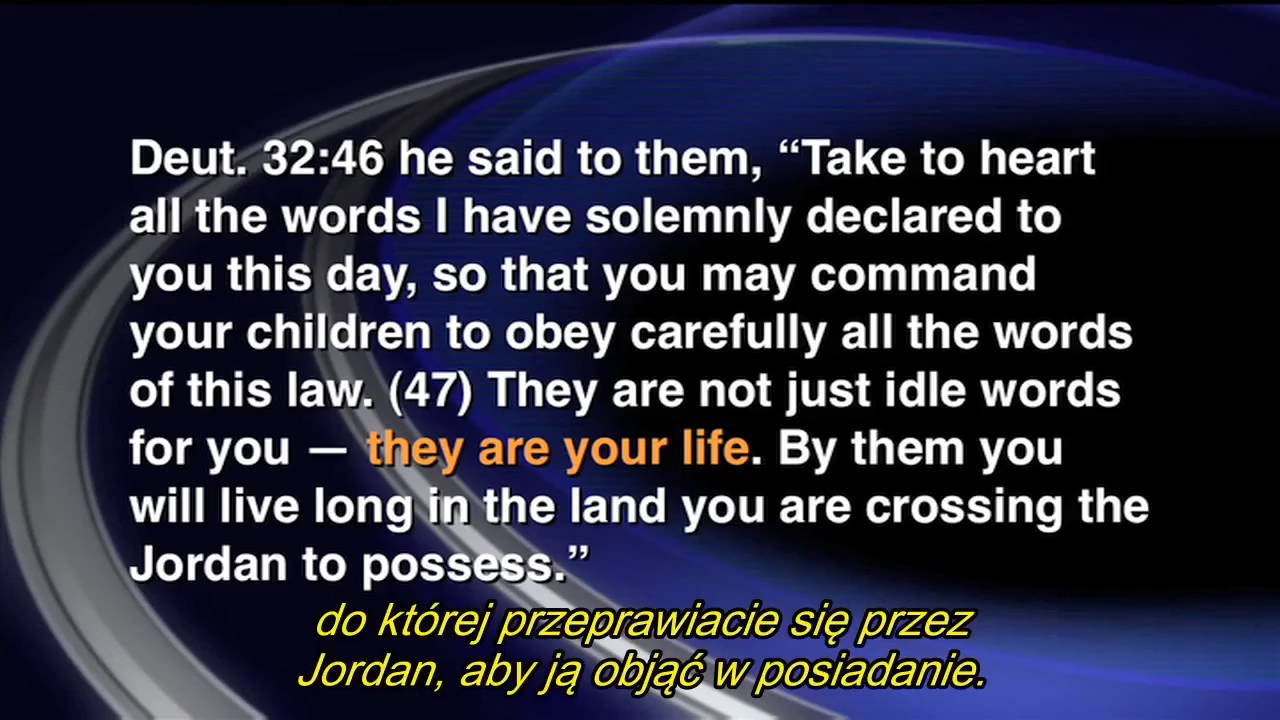 Deut. 32:46 he said to them, “Take to heart
all the words I have solemnly declared to
you this day, so that you may command
your children to obey carefully all the words
of this law. (47) They are not just idle words
for you — they are your life. By them you
will live long in the land you are crossing the
Jordan to possess.”
do której przeprawiacie się przez
Jordan, aby ją objąć w posiadanie.